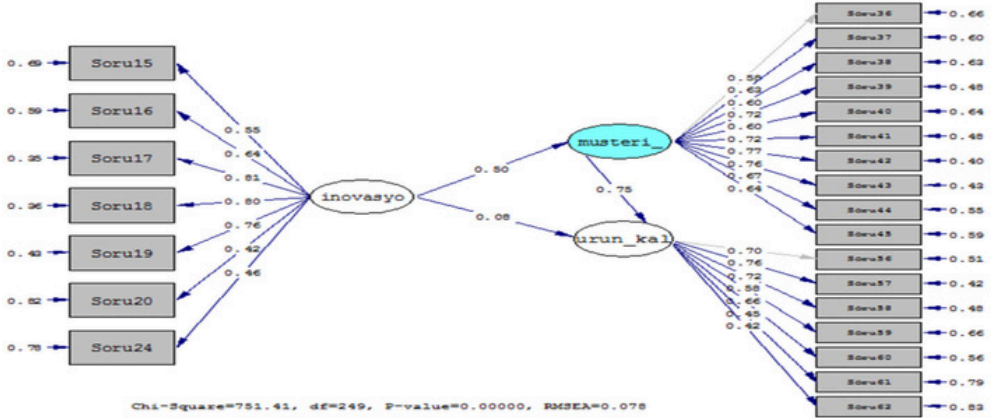 0.69 Soru15
0.59 Soru16
0.35 Soru17
0.36 Soru18
0.43 Soru19
0.82 Soru20
0.78 Soru24
0.55
0.64
0.81
0.80
0.76
0.42
0.46
inovasyo
0.50
0.08
musteri_
0.75
urun_kal
0.58
0.63
0.60
0.72
0.60
0.72
0.77
0.76
0.67
0.64
0.70
0.76
0.72
0.58
0.66
0.45
0.42
Soru36 0.66
Soru37 0.60
Soru38 0.63
Soru39 0.48
Soru40 0.64
Soru41 0.48
Soru42 0.40
Soru43 0.43
Soru44 0.55
Soru45 0.59
Soru56 0.51
Soru57 0.42
Soru58 0.48
Soru59 0.66
Soru60 0.56
Soru61 0.79
Soru62 0.83
Chi-Square=751.41, df=249, P-value=0.00000, RMSEA=0.078